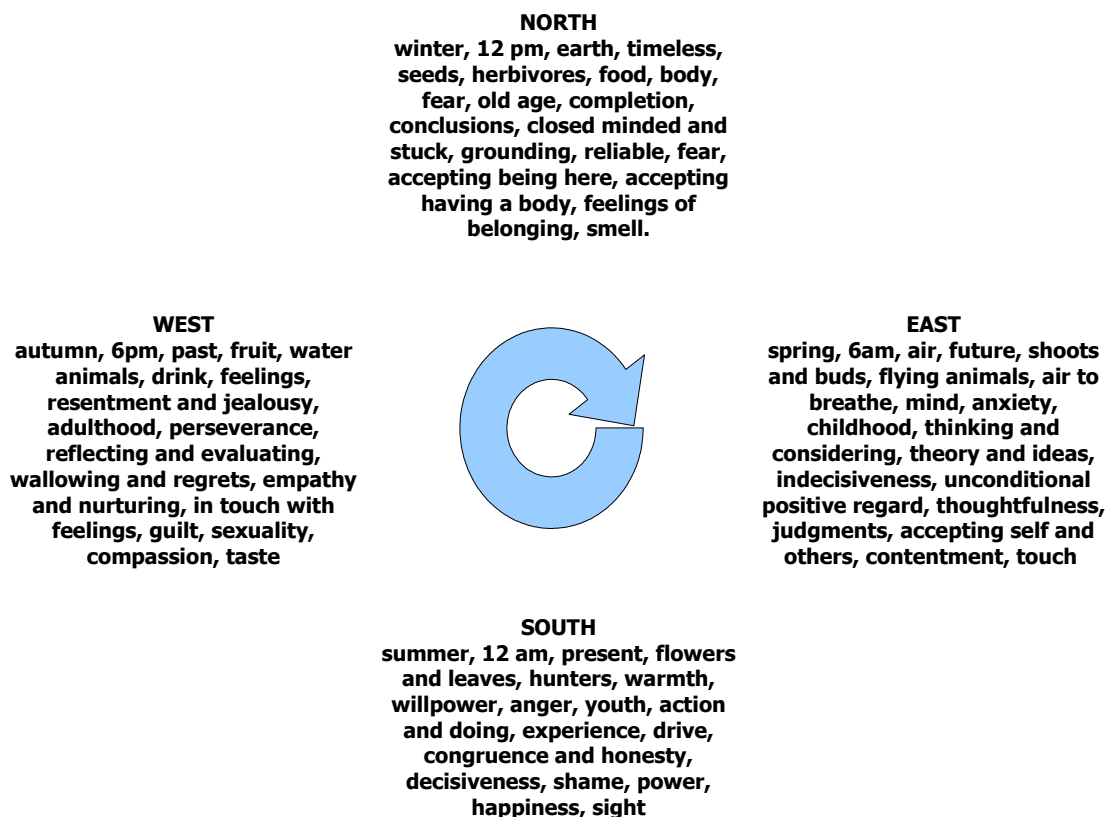 NORTH
winter, 12 pm, earth, timeless,
seeds, herbivores, food, body,
fear, old age, completion,
conclusions, closed minded and
stuck, grounding, reliable, fear,
accepting being here, accepting
having a body, feelings of
belonging, smell.
WEST
autumn, 6pm, past, fruit, water
animals, drink, feelings,
resentment and jealousy,
adulthood, perseverance,
reflecting and evaluating,
wallowing and regrets, empathy
and nurturing, in touch with
feelings, guilt, sexuality,
compassion, taste
EAST
spring, 6am, air, future, shoots
and buds, flying animals, air to
breathe, mind, anxiety,
childhood, thinking and
considering, theory and ideas,
indecisiveness, unconditional
positive regard, thoughtfulness,
judgments, accepting self and
others, contentment, touch
SOUTH
summer, 12 am, present, flowers
and leaves, hunters, warmth,
willpower, anger, youth, action
and doing, experience, drive,
congruence and honesty,
decisiveness, shame, power,
happiness, sight